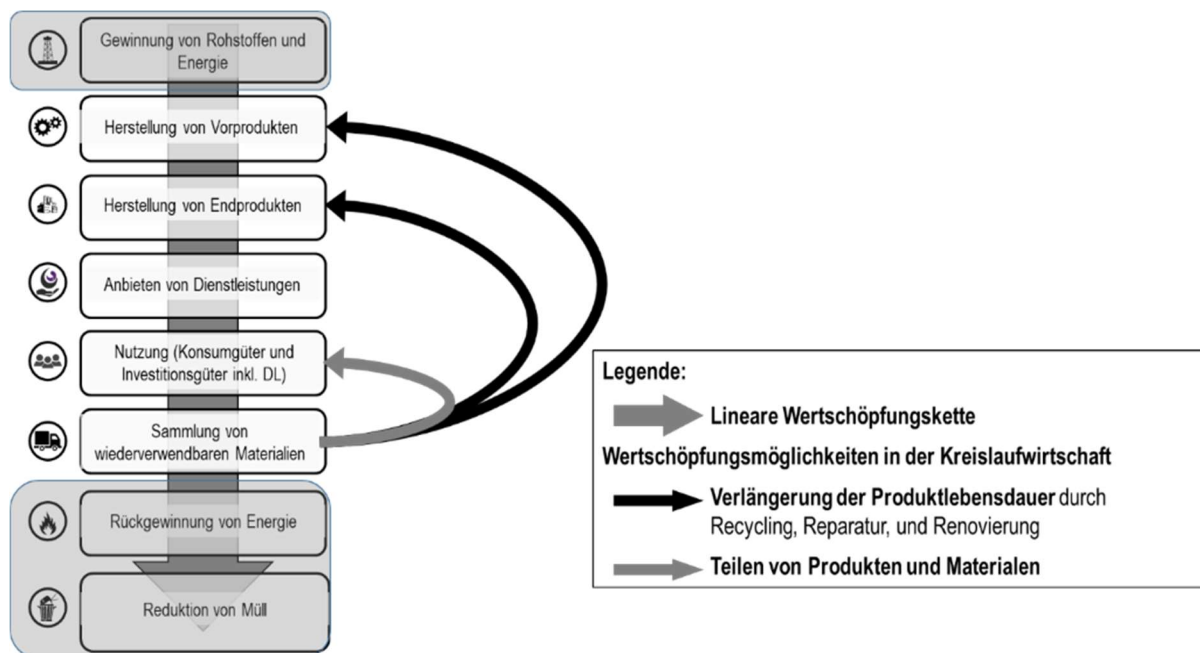 Gewinnung von Rohstoffen und
Energie
Herstellung von Vorprodukten
Herstellung von Endprodukten
Anbieten von Dienstleistungen
Nutzung (Konsumgüter und
Investitionsgüter inkl. DL)
Sammlung von
wiederverwendbaren Materialien
Rückgewinnung von Energie
Reduktion von Müll
Legende:
Lineare Wertschöpfungskette
Wertschöpfungsmöglichkeiten in der Kreislaufwirtschaft
Verlängerung der Produktlebensdauer durch
Recycling, Reparatur, und Renovierung
Teilen von Produkten und Materialen